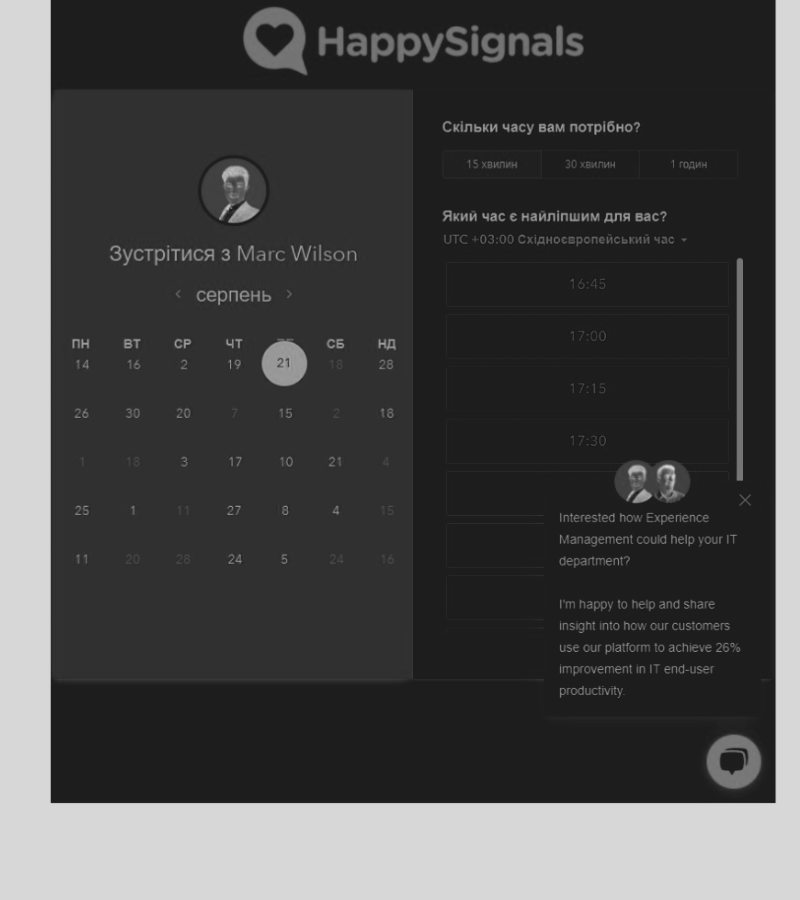 HappySignals
Зустрітися з Marc Wilson
серпень
ПН ВТ СР ЧТ СБ НД
14 16 2 19 21 18 28
26 30 20 7 15 2 18
1 18 3 17 10 21 4
25 1 11 27 8 4 15
11 20 28 24 5 24 16
Скільки часу вам потрібно?
15 хвилин 30 хвилин 1 годин
Який час є найліпшим для вас?
UTC +03:00 Східноєвропейський час
16:45
17:00
17:15
17:30
Interested how Experience
Management could help your IT
department?
I'm happy to help and share
insight into how our customers
use our platform to achieve 26%
improvement in IT end-user
productivity.